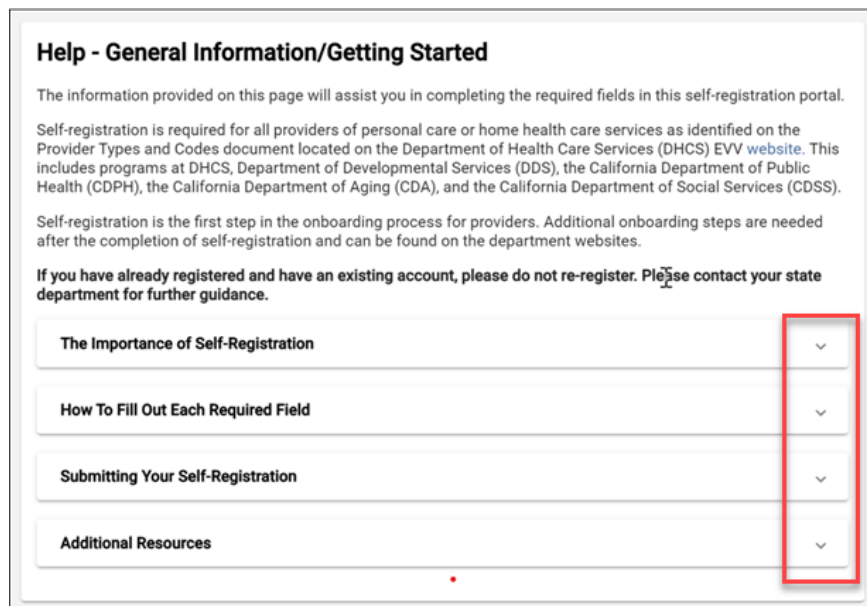 Help - General Information/Getting Started
The information provided on this page will assist you in completing the required fields in this self-registration portal.
Self-registration is required for all providers of personal care or home health care services as identified on the
Provider Types and Codes document located on the Department of Health Care Services (DHCS) EVV website. This
includes programs at DHCS, Department of Developmental Services (DDS), the California Department of Public
Health (CDPH), the California Department of Aging (CDA), and the California Department of Social Services (CDSS).
Self-registration is the first step in the onboarding process for providers. Additional onboarding steps are needed
after the completion of self-registration and can be found on the department websites.
If you have already registered and have an existing account, please do not re-register. Please contact your state
department for further guidance.
The Importance of Self-Registration
How To Fill Out Each Required Field
Submitting Your Self-Registration
Additional Resources